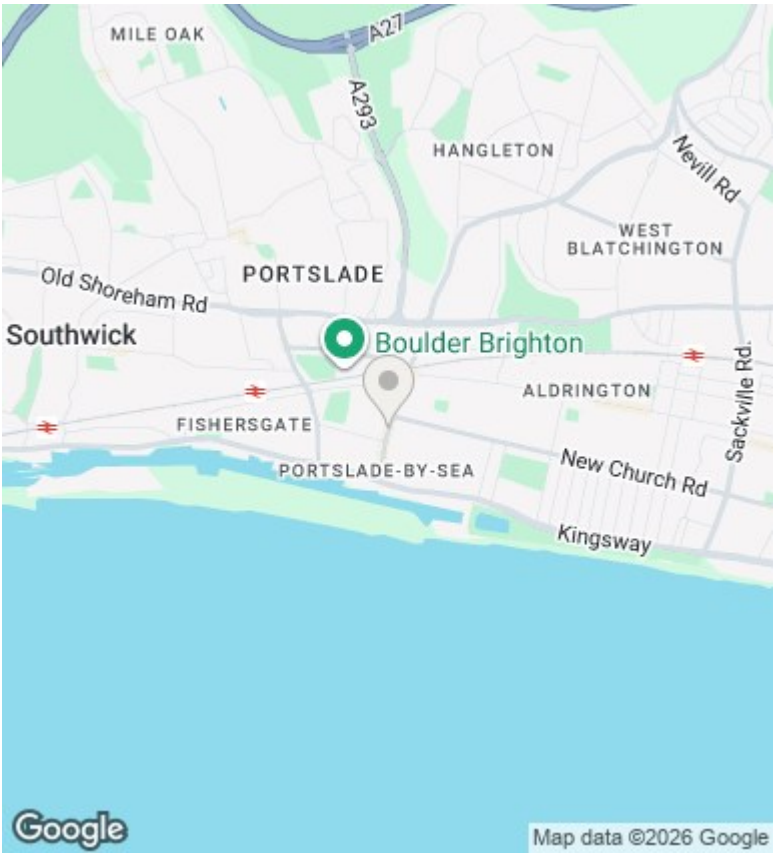 MILE OAK
A27
A293
HANGLETON
Nevill Rd
WEST
BLATCHINGTON
PORTSLADE
Old Shoreham Rd
Southwick
Boulder Brighton
ALDRINGTON
Sackville Rd.
FISHERSGATE
PORTSLADE-BY-SEA
New Church Rd
Kingsway
Google
Map data ©2026 Google